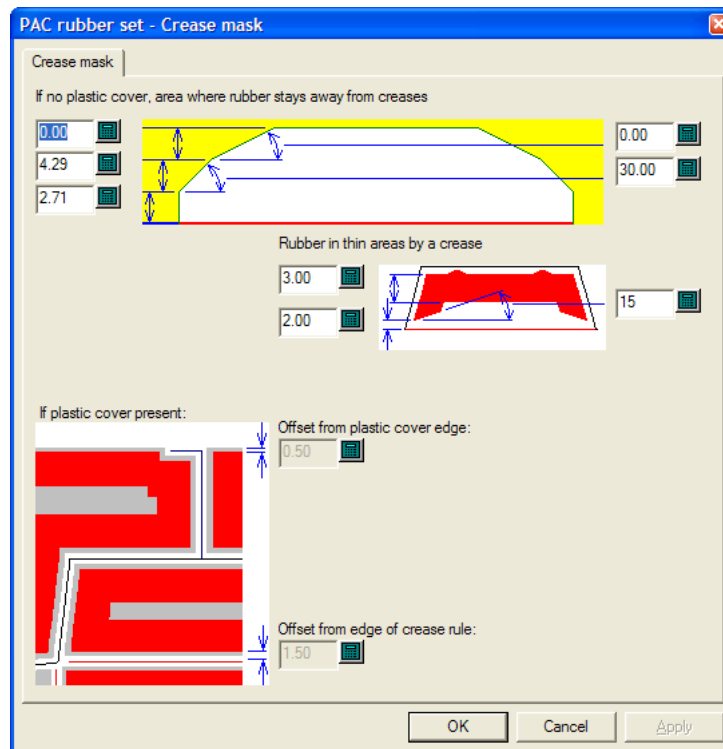 PAC rubber set - Crease mask
Crease mask
If no plastic cover, area where rubber stays away from creases
0.00
0.00
4.29
30.00
2.71
Rubber in thin areas by a crease
3.00
15
2.00
If plastic cover present:
Offset from plastic cover edge:
0.50
Offset from edge of crease rule:
1.50
OK
Cancel
Apply